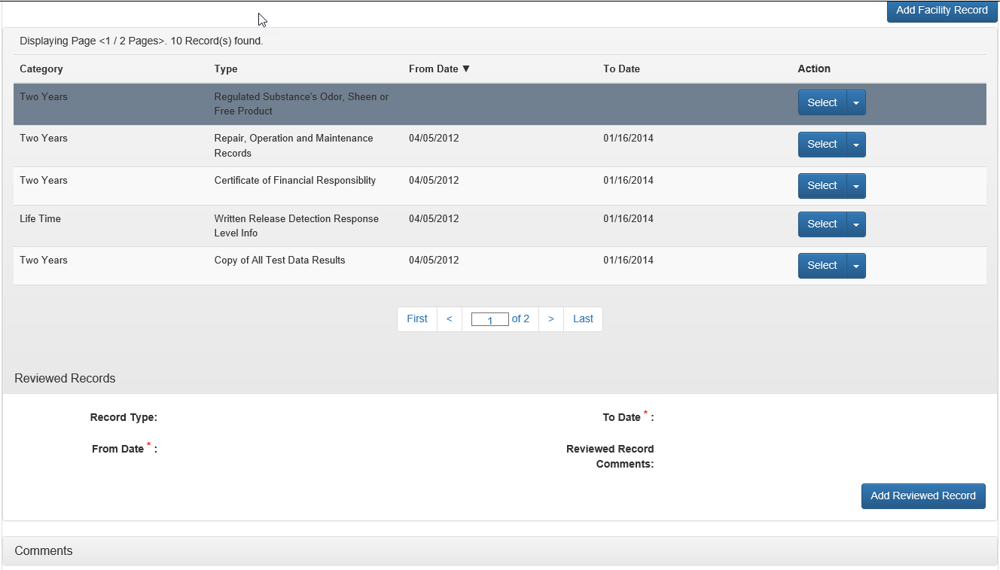 Add Facility Record
Displaying Page <1 / 2 Pages>. 10 Record(s) found.
Category Type From Date ▼ To Date Action
Two Years Regulated Substance's Odor, Sheen or Select
Free Product
Two Years Repair, Operation and Maintenance 04/05/2012 01/16/2014 Select
Records
Two Years Certificate of Financial Responsiblity 04/05/2012 01/16/2014 Select
Life Time Written Release Detection Response 04/05/2012 01/16/2014 Select
Level Info
Two Years Copy of All Test Data Results 04/05/2012 01/16/2014 Select
First < 1 of 2 > Last
Reviewed Records
Record Type: To Date * :
From Date * : Reviewed Record
Comments:
Add Reviewed Record
Comments